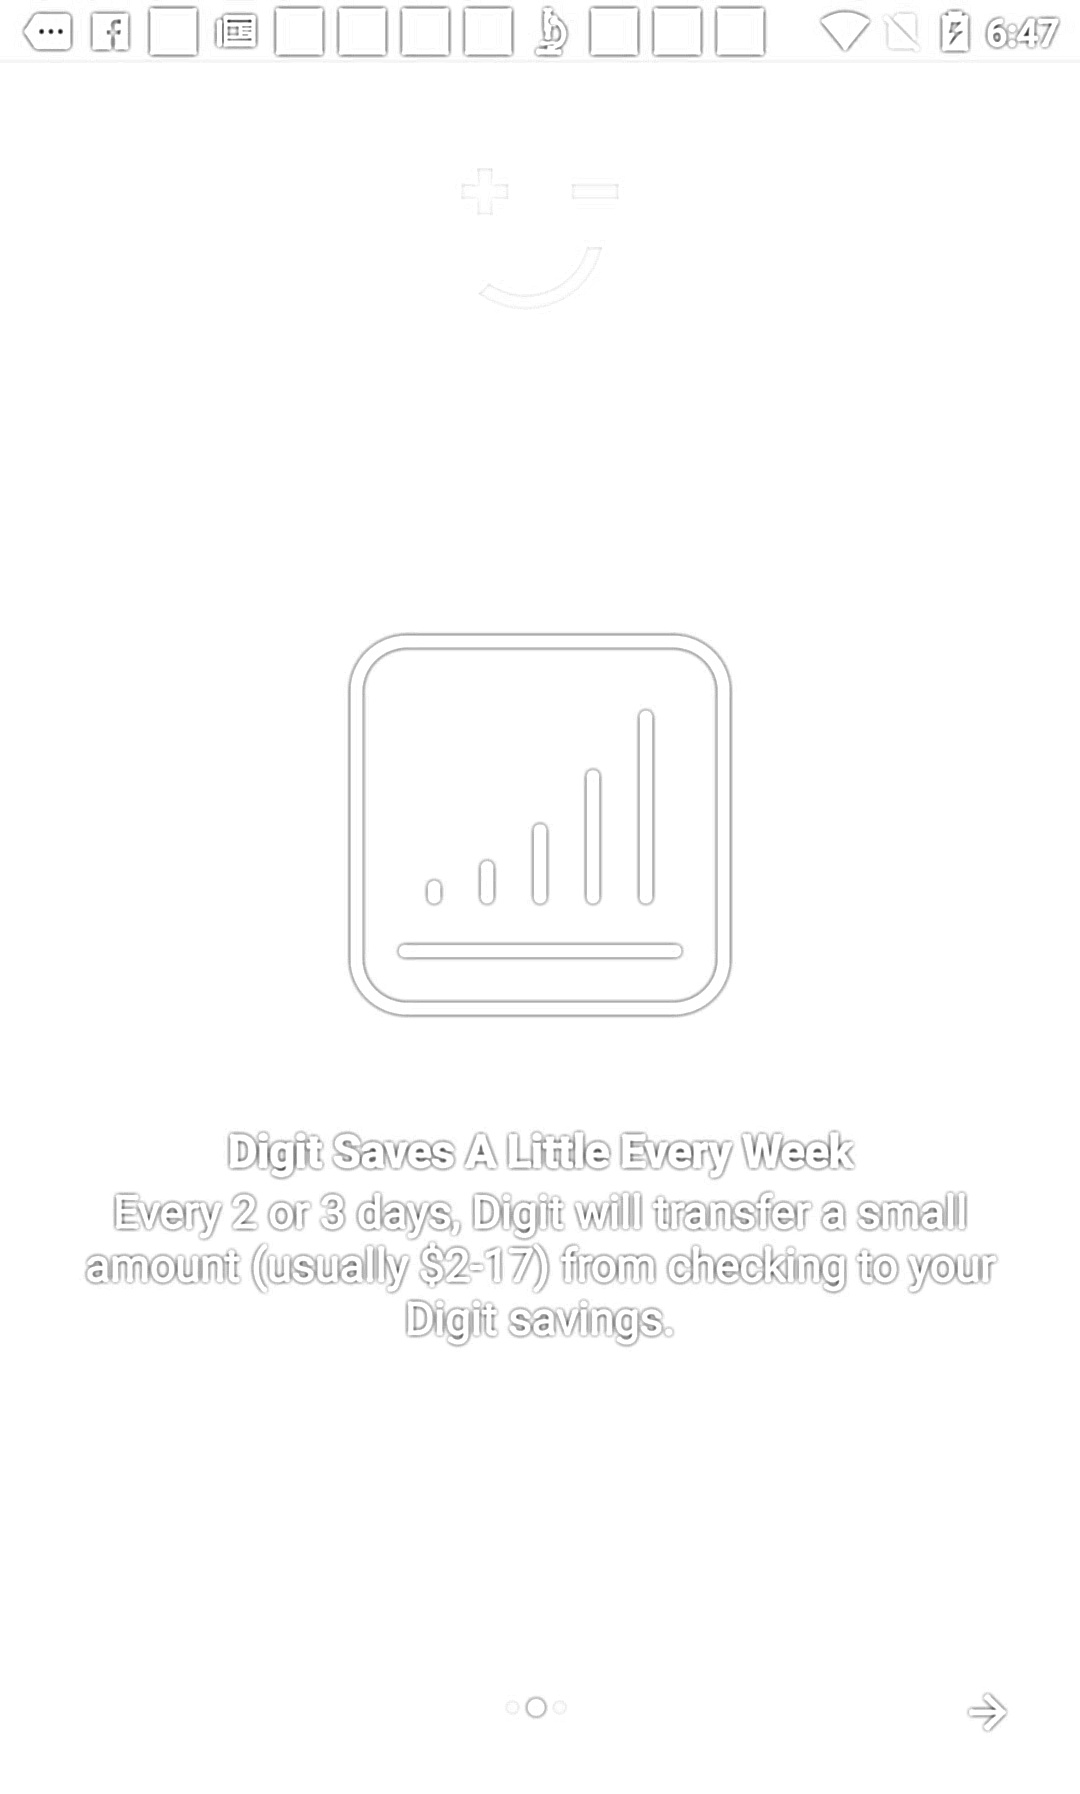 6:47
Digit Saves A Little Every Week
Every 2 or 3 days, Digit will transfer a small
amount (usually $2-17) from checking to your
Digit savings.